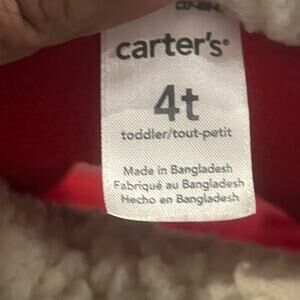 carter's®
4t
toddler/tout-petit
Made in Bangladesh
Fabriqué au Bangladesh
Hecho en Bangladesh